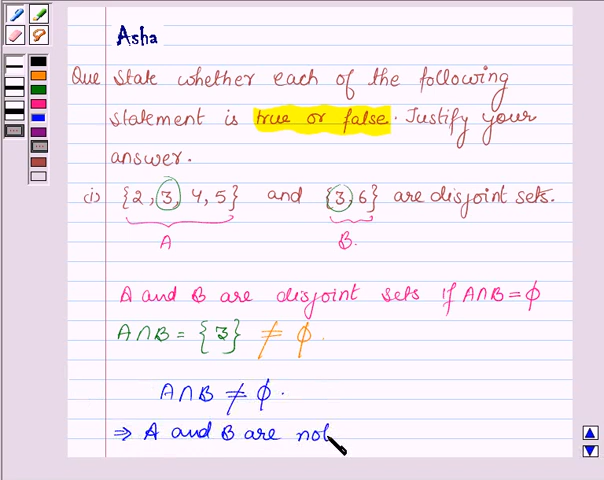 Asha
Que State whether each of the following
statement is true or false. Justify your
answer.
(i) {2, 3, 4, 5} and {3, 6} are disjoint sets.
A B.
A and B are disjoint sets if A∩B = ϕ
A∩B = {3} ≠ ϕ.
A∩B ≠ ϕ.
⇒ A and B are not